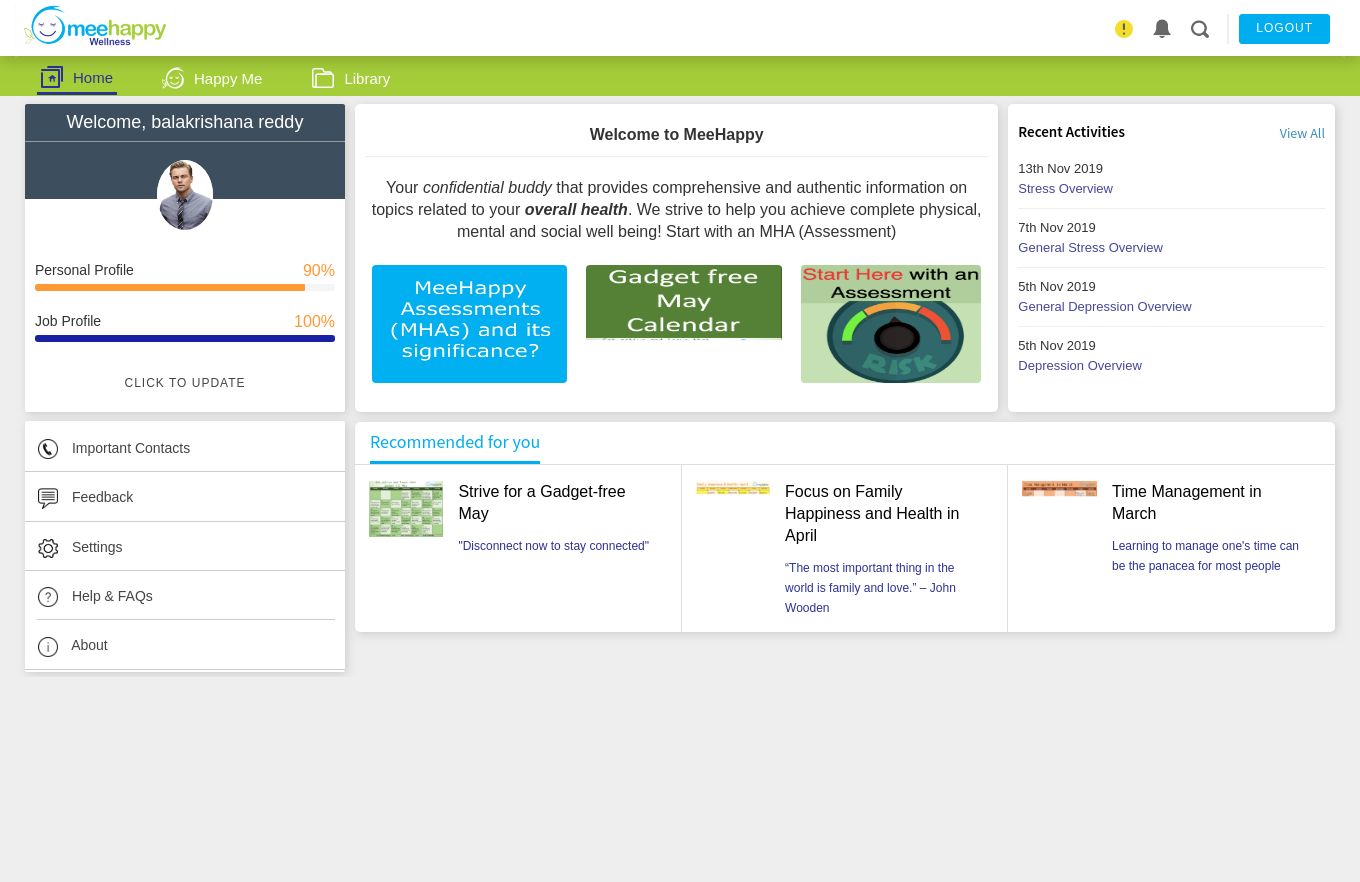 meehappy
Wellness
LOGOUT
Home
Happy Me
Library
Welcome, balakrishana reddy
Personal Profile 90%
Job Profile 100%
CLICK TO UPDATE
Important Contacts
Feedback
Settings
Help & FAQs
About
Welcome to MeeHappy
Your confidential buddy that provides comprehensive and authentic information on
topics related to your overall health. We strive to help you achieve complete physical,
mental and social well being! Start with an MHA (Assessment)
MeeHappy
Assessments
(MHAs) and its
significance?
Gadget free
May
Calendar
Start Here with an
Assessment
RISK
Recent Activities View All
13th Nov 2019
Stress Overview
7th Nov 2019
General Stress Overview
5th Nov 2019
General Depression Overview
5th Nov 2019
Depression Overview
Recommended for you
Strive for a Gadget-free
May
"Disconnect now to stay connected"
Focus on Family
Happiness and Health in
April
“The most important thing in the
world is family and love.” – John
Wooden
Time Management in
March
Learning to manage one's time can
be the panacea for most people